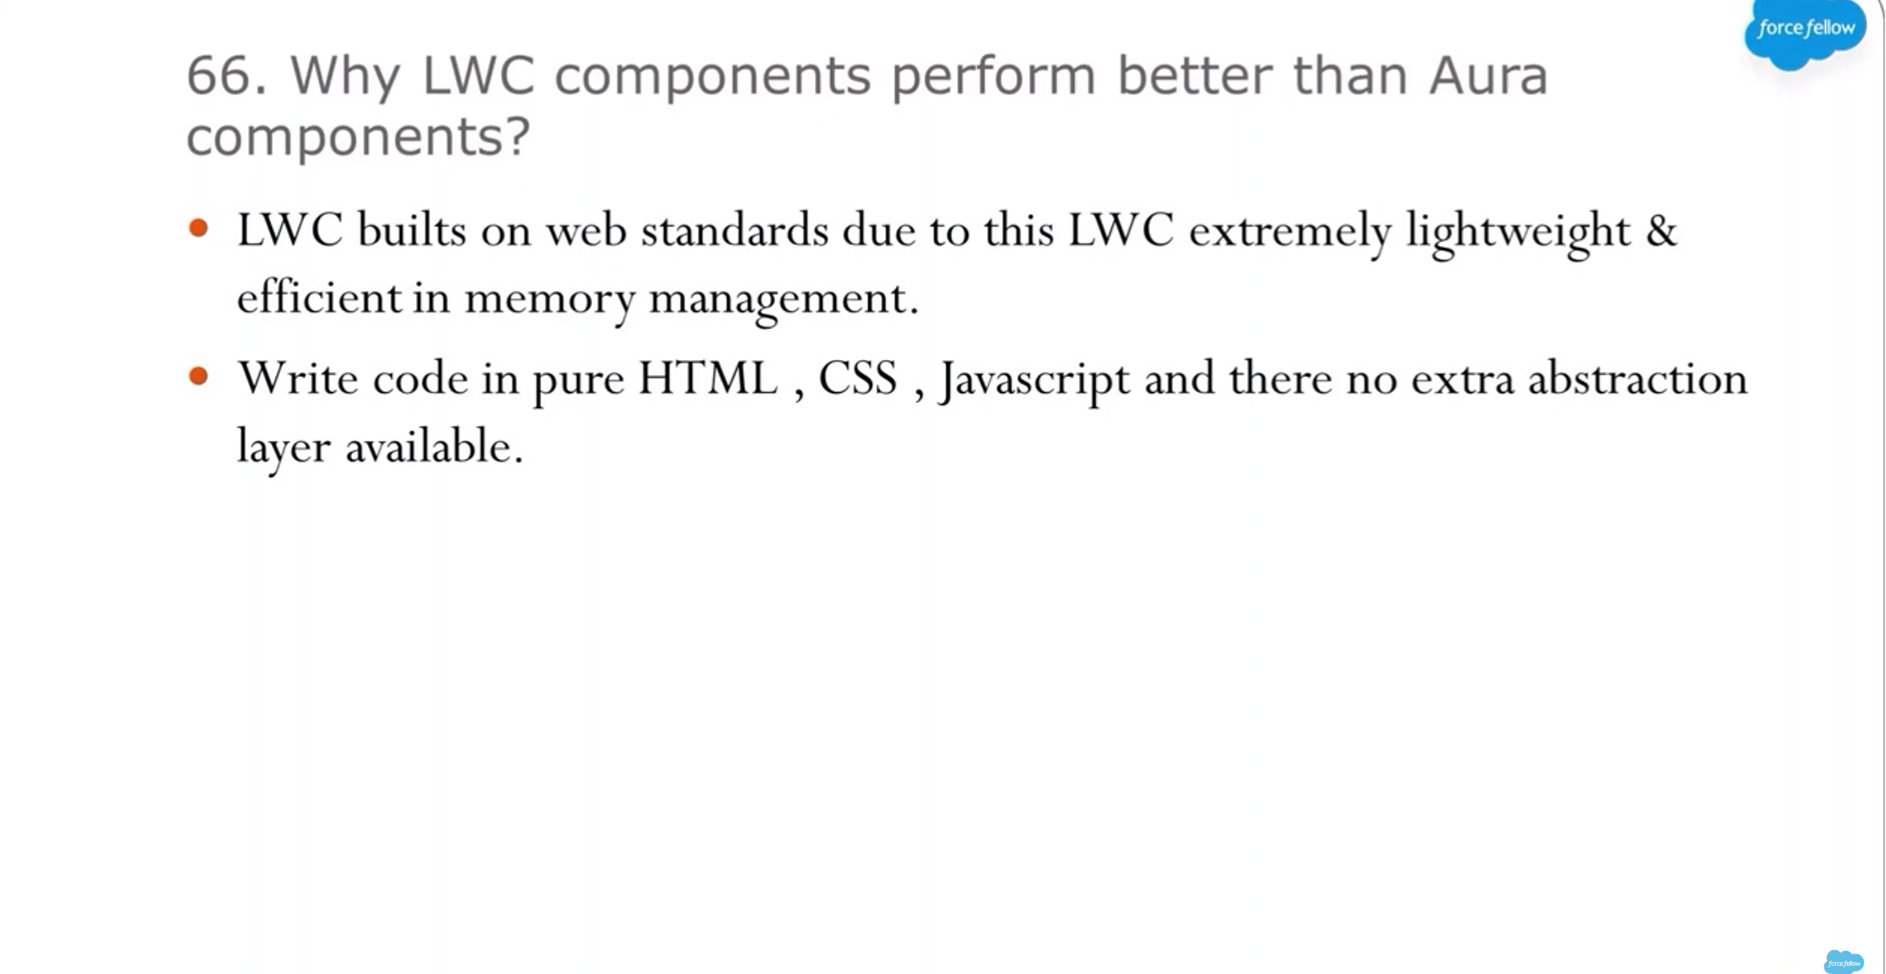 force fellow
66. Why LWC components perform better than Aura
components?
• LWC builts on web standards due to this LWC extremely lightweight &
efficient in memory management.
• Write code in pure HTML , CSS , Javascript and there no extra abstraction
layer available.
force fellow